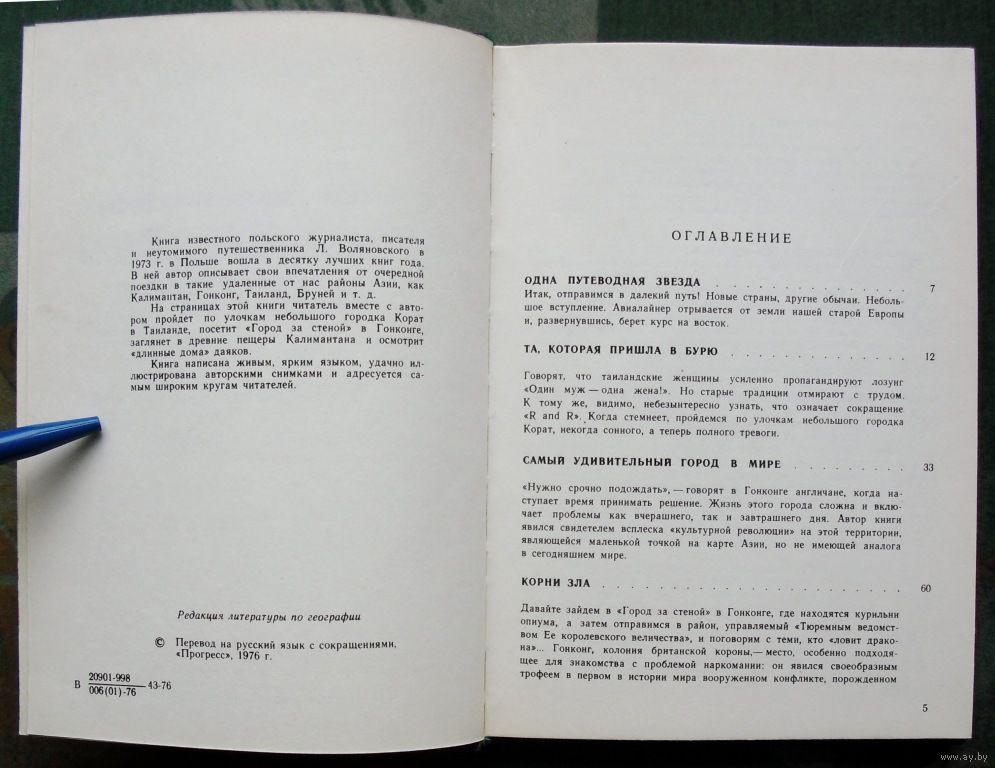 Книга известного польского журналиста, писателя
и неутомимого путешественника Л. Воляновского в
1973 г. в Польше вошла в десятку лучших книг года.
В ней автор описывает свои впечатления от очередной
поездки в такие удаленные от нас районы Азии, как
Калимантан, Гонконг, Таиланд, Бруней и т. д.
На страницах этой книги читатель вместе с авто-
ром пройдет по улочкам небольшого городка Корат
в Таиланде, посетит «Город за стеной» в Гонконге,
заглянет в древние пещеры Калимантана и осмотрит
«длинные дома» даяков.
Книга написана живым, ярким языком, удачно ил-
люстрирована авторскими снимками и адресуется са-
мым широким кругам читателей.
Редакция литературы по географии
© Перевод на русский язык с сокращениями,
«Прогресс», 1976 г.
20901-998
В 006(01)-76 43-76
ОГЛАВЛЕНИЕ
ОДНА ПУТЕВОДНАЯ ЗВЕЗДА . . . . . . . . . . . . . . 7
Итак, отправимся в далекий путь! Новые страны, другие обычаи. Неболь-
шое вступление. Авиалайнер отрывается от земли нашей старой Европы
и, развернувшись, берет курс на восток.
ТА, КОТОРАЯ ПРИШЛА В БУРЮ . . . . . . . . . . . . . 12
Говорят, что таиландские женщины усиленно пропагандируют лозунг
«Один муж — одна жена!». Но старые традиции отмирают с трудом.
К тому же, видимо, небезынтересно узнать, что означает сокращение
«R and R». Когда стемнеет, пройдемся по улочкам небольшого городка
Корат, некогда сонного, а теперь полного тревоги.
САМЫЙ УДИВИТЕЛЬНЫЙ ГОРОД В МИРЕ . . . . . . . . 33
«Нужно срочно подождать», — говорят в Гонконге англичане, когда на-
ступает время принимать решение. Жизнь этого города сложна и вклю-
чает проблемы как вчерашнего, так и завтрашнего дня. Автор книги
явился свидетелем всплеска «культурной революции» на этой территории,
являющейся маленькой точкой на карте Азии, но не имеющей аналога
в сегодняшнем мире.
КОРНИ ЗЛА . . . . . . . . . . . . . . . . . . . . . 60
Давайте зайдем в «Город за стеной» в Гонконге, где находятся курильни
опиума, а затем отправимся в район, управляемый «Тюремным ведомст-
вом Ее королевского величества», и поговорим с теми, кто «ловит драко-
на»... Гонконг, колония британской короны,— место, особенно подходя-
щее для знакомства с проблемой наркомании: он явился своеобразным
трофеем в первом в истории мира вооруженном конфликте, порожденном
5
www.ay.by